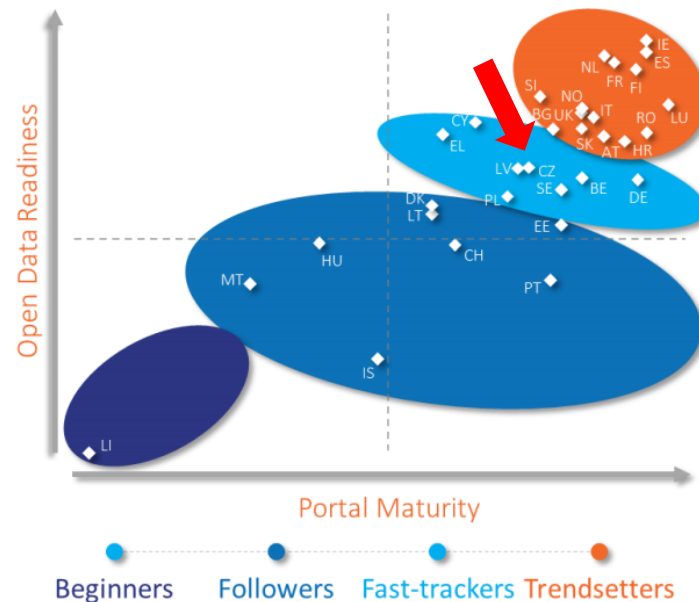 Open Data Readiness
IE
ES
NL
FR
FI
SI
NO
LU
BG
UK
IT
RO
CY
SK
AT
HR
EL
LV
CZ
SE
BE
DE
PL
DK
LT
EE
HU
CH
MT
PT
IS
LI
Portal Maturity
Beginners Followers Fast-trackers Trendsetters